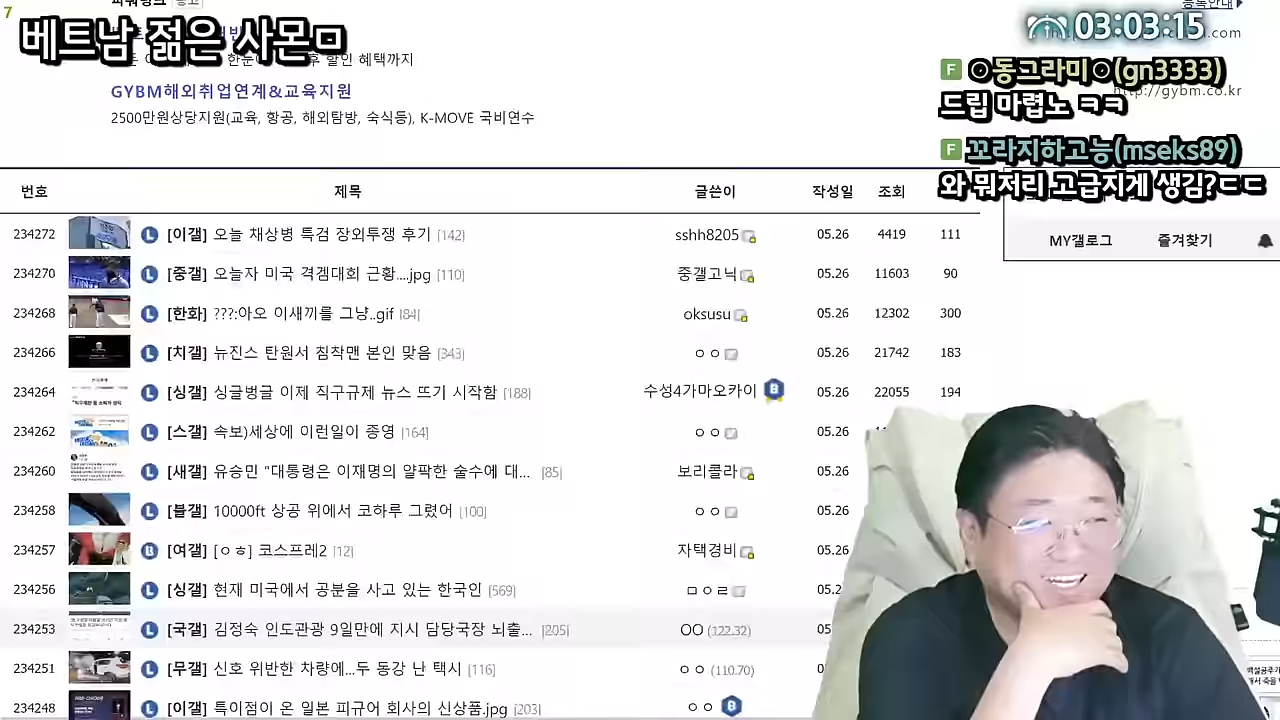 7
베트남 젊은 사몬ㅁ
03:03:15
등록안내
GYBM해외취업연계&교육지원
2500만원상당지원(교육, 항공, 해외탐방, 숙식등), K-MOVE 국비연수
http://gybm.co.kr
F ㅇ동그라미ㅇ(gn3333)
드립 마렵노 ㅋㅋ
F 꼬라지하고능(mseks89)
와 뭐저리 고급지게 생김?ㄷㄷ
MY갤로그 즐겨찾기
번호 제목 글쓴이 작성일 조회
234272 [이갤] 오늘 채상병 특검 장외투쟁 후기 [142] sshh8205 05.26 4419 111
234270 [중갤] 오늘자 미국 격겜대회 근황....jpg [110] 중갤고닉 05.26 11603 90
234268 [한화] ???:아오 이새끼를 그냥..gif [84] oksusu 05.26 12302 300
234266 [치갤] 뉴진스 탄원서 침착맨 본인 맞음 [343] ㅇㅇ 05.26 21742 183
234264 [싱갤] 싱글벙글 이제 직구규제 뉴스 뜨기 시작함 [188] 수성4가마오카이 05.26 22055 194
234262 [스갤] 속보)세상에 이런일이 종영 [164] ㅇㅇ 05.26
234260 [새갤] 유승민 "대통령은 이재명의 얄팍한 술수에 대... [85] 보리콜라 05.26
234258 [블갤] 10000ft 상공 위에서 코하루 그렸어 [100] ㅇㅇ 05.26
234257 [여갤] [ㅇㅎ] 코스프레2 [12] 자택경비 05.26
234256 [싱갤] 현재 미국에서 공분을 사고 있는 한국인 [569] ㅁㅇㄹ 05.2
234253 [국갤] 김정숙 인도관광 9일만에 지시 담당국장 뇌출... [205] OO (122.32) 05
234251 [무갤] 신호 위반한 차량에...두 동강 난 택시 [116] ㅇㅇ (110.70)
234248 [이갤] 특이점이 온 일본 피규어 회사의 신상품.jpg [203] ㅇㅇ